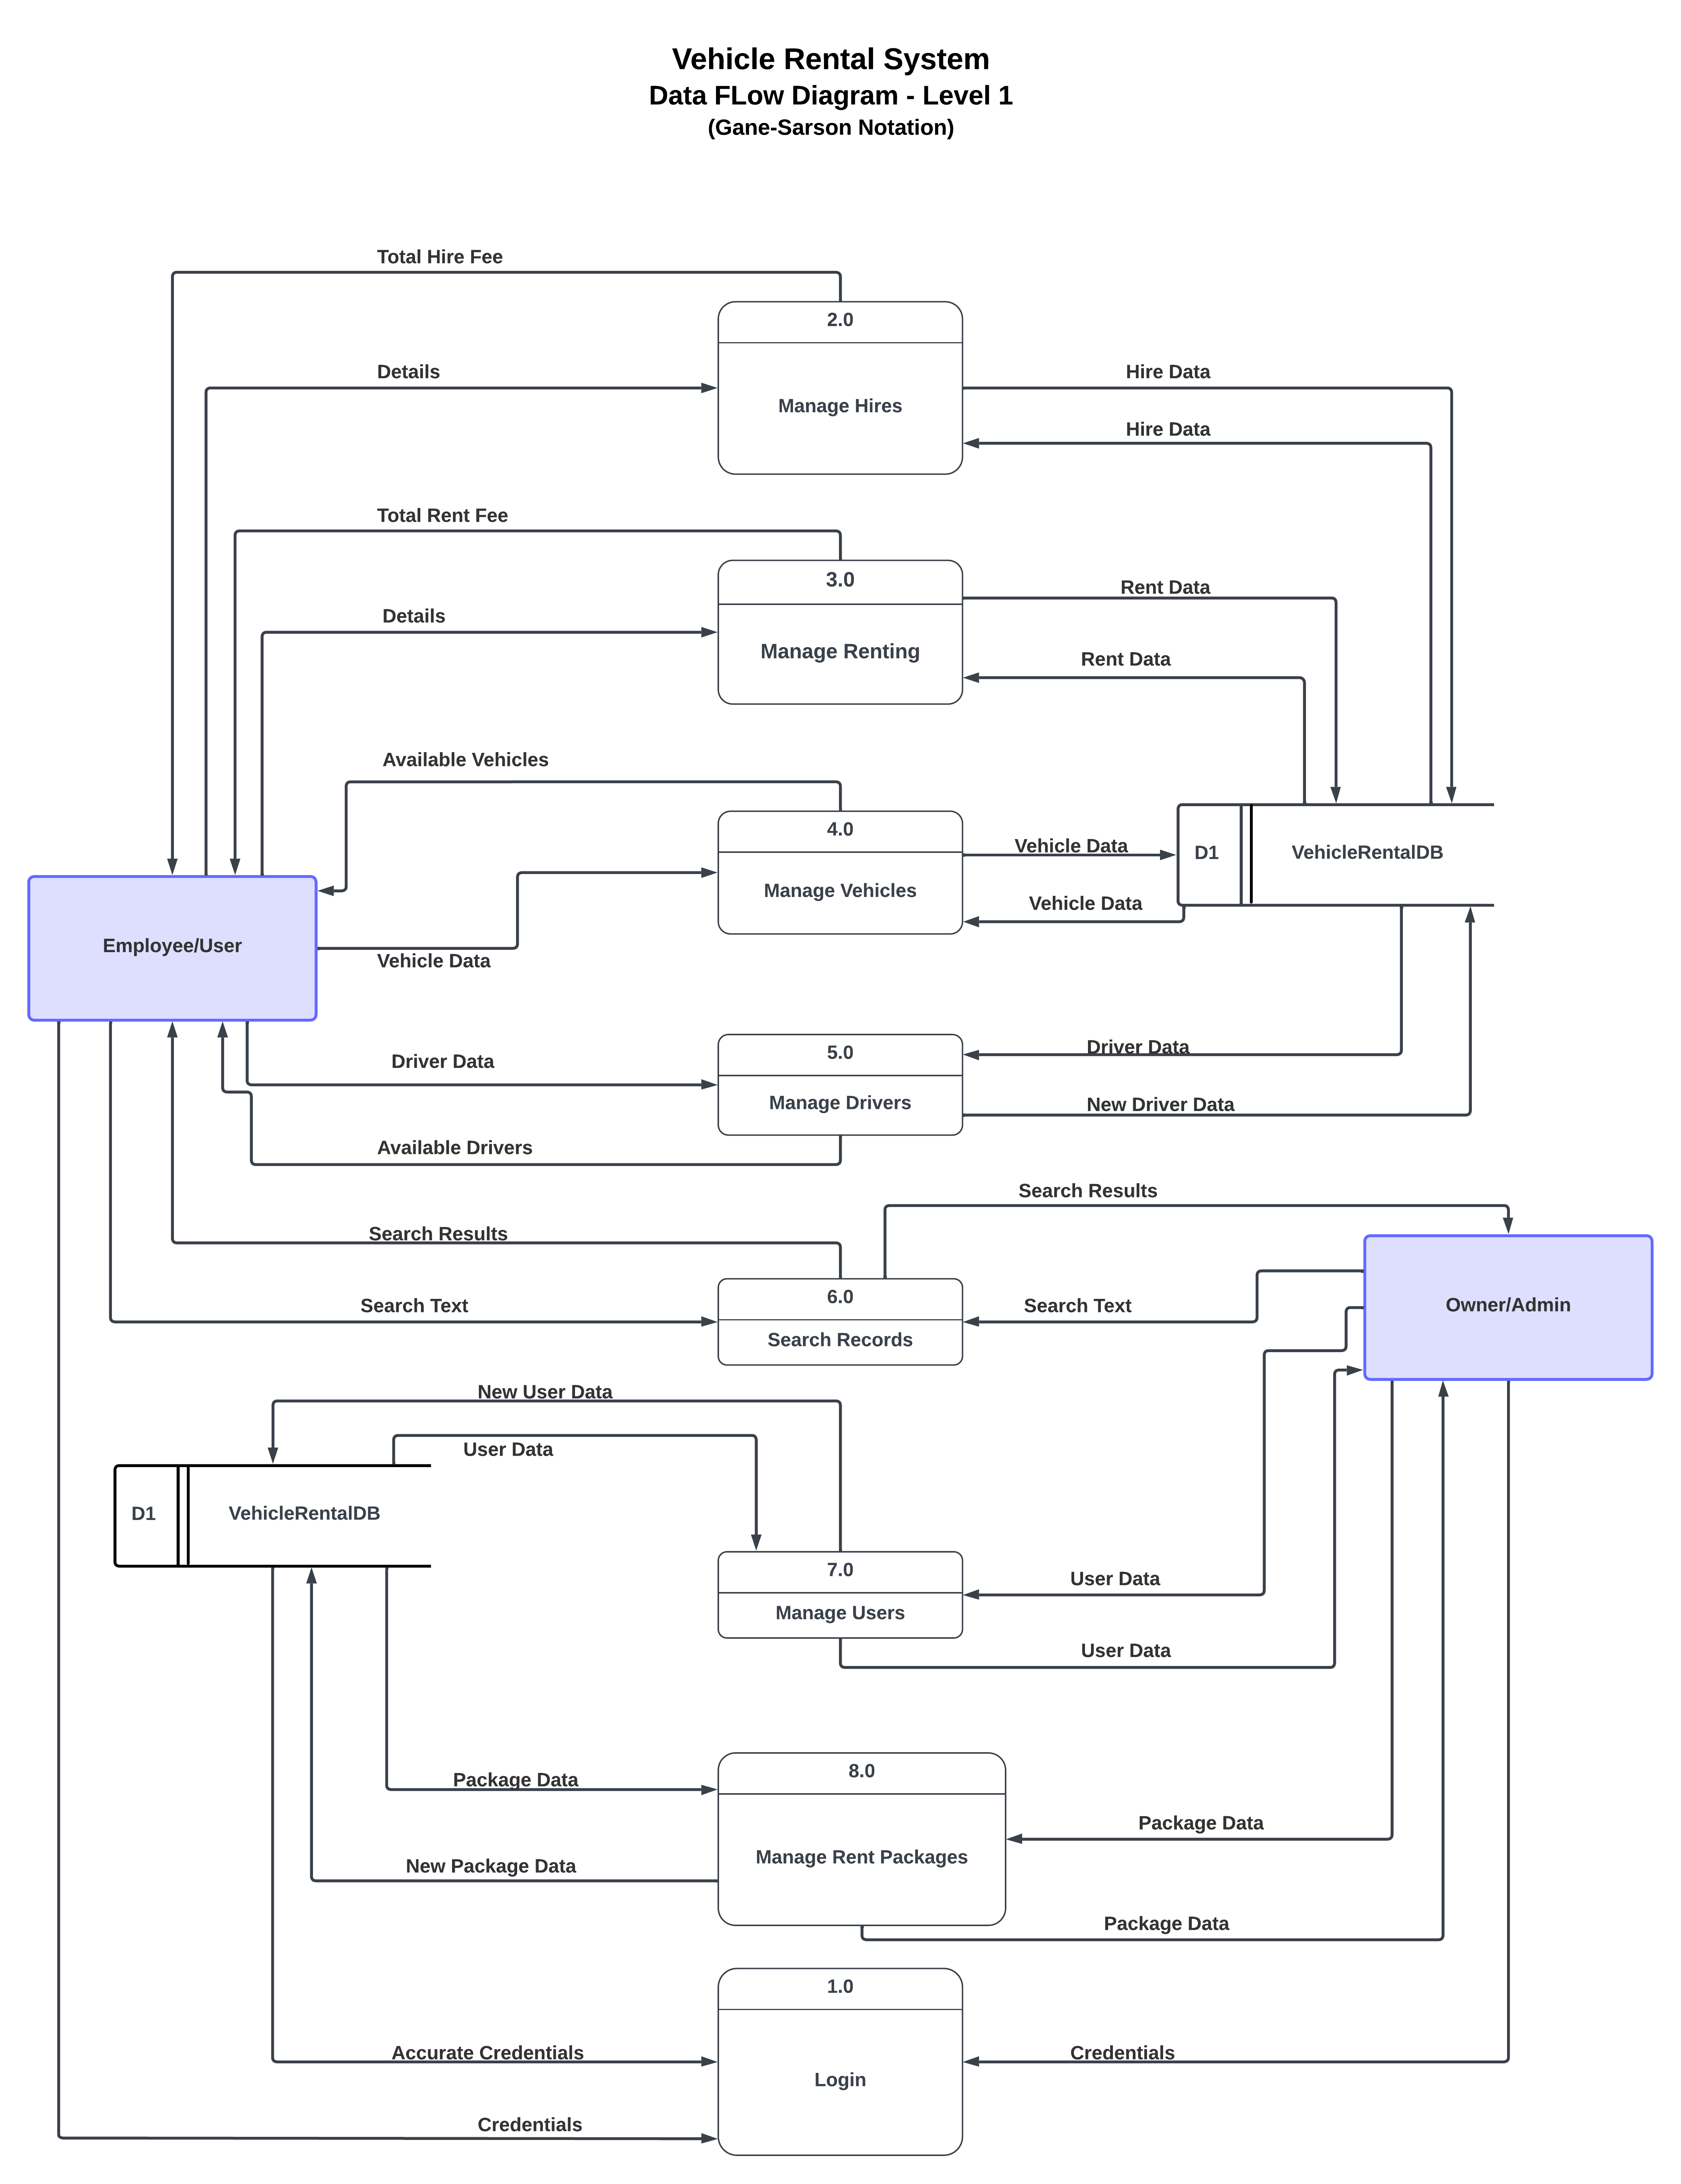 Vehicle Rental System
Data FLow Diagram - Level 1
(Gane-Sarson Notation)
Total Hire Fee
2.0
Details
Hire Data
Manage Hires
Hire Data
Total Rent Fee
3.0
Rent Data
Details
Manage Renting
Rent Data
Available Vehicles
4.0
Vehicle Data
D1
VehicleRentalDB
Manage Vehicles
Vehicle Data
Employee/User
Vehicle Data
Driver Data
5.0
Driver Data
Manage Drivers
New Driver Data
Available Drivers
Search Results
Search Results
6.0
Search Text
Search Text
Owner/Admin
Search Records
New User Data
User Data
D1
VehicleRentalDB
7.0
User Data
Manage Users
User Data
8.0
Package Data
Package Data
Manage Rent Packages
New Package Data
Package Data
1.0
Accurate Credentials
Credentials
Login
Credentials